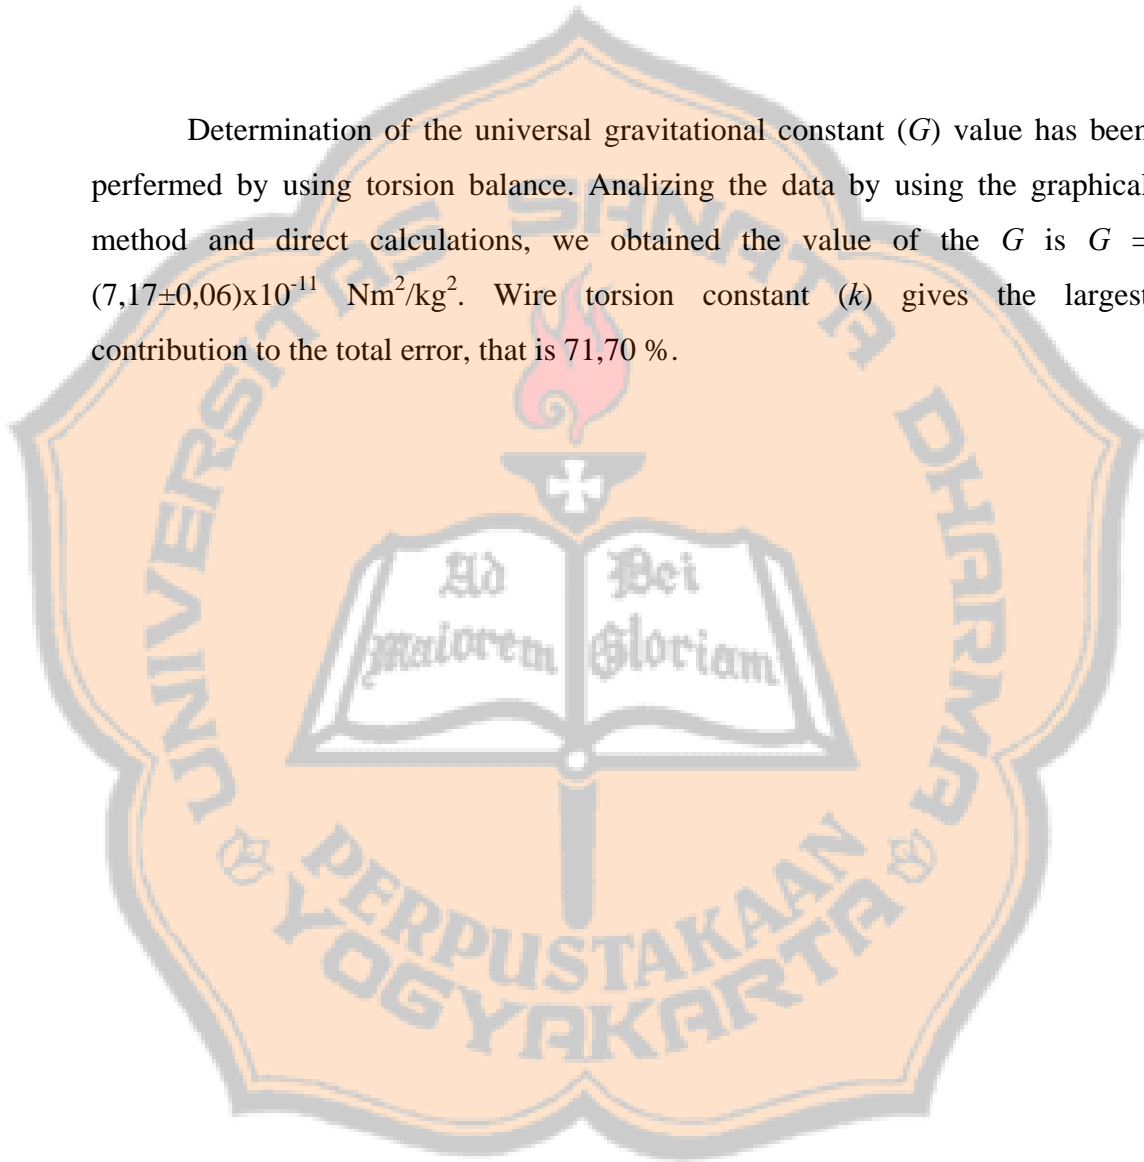 Determination of the universal gravitational constant (G) value has been
perfermed by using torsion balance. Analizing the data by using the graphical
method and direct calculations, we obtained the value of the G is G =
(7,17±0,06)x10⁻¹¹ Nm²/kg². Wire torsion constant (k) gives the largest
contribution to the total error, that is 71,70 %.
UNIVERSITAS SANATA DHARMA
Ad Dei
maiorem Gloriam
PERPUSTAKAAN
YOGYAKARTA